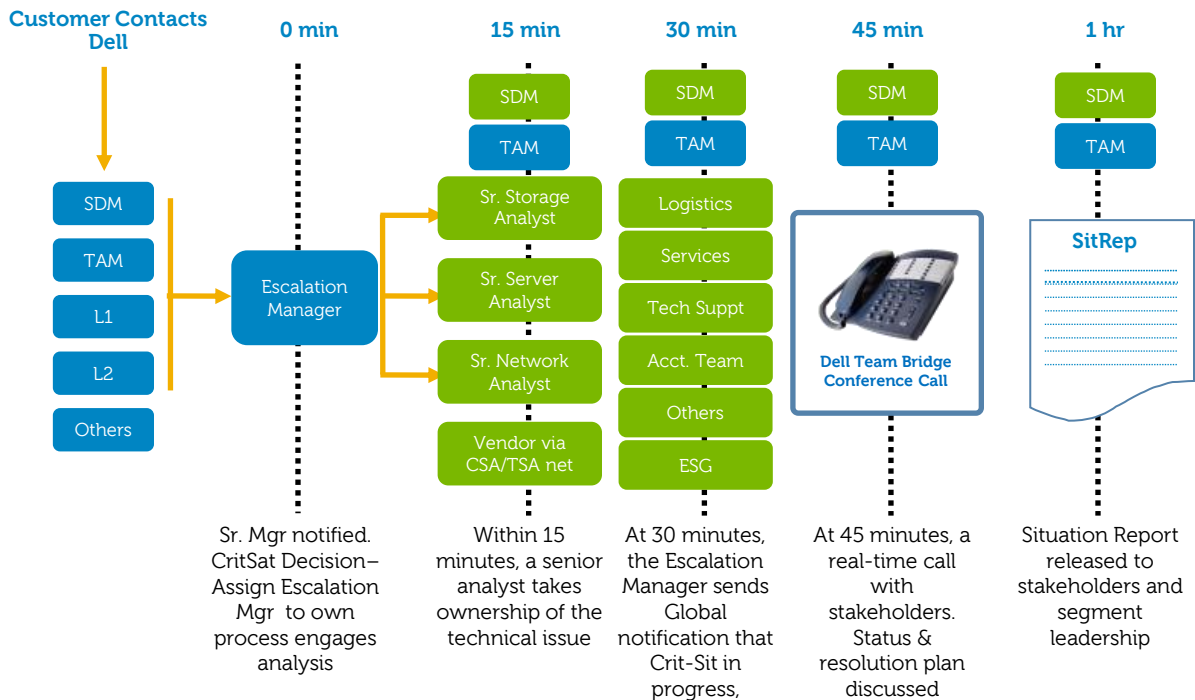 Customer Contacts
Dell
0 min
15 min
30 min
45 min
1 hr
SDM
TAM
L1
L2
Others
Escalation
Manager
SDM
TAM
Sr. Storage
Analyst
Sr. Server
Analyst
Sr. Network
Analyst
Vendor via
CSA/TSA net
SDM
TAM
Logistics
Services
Tech Suppt
Acct. Team
Others
ESG
SDM
TAM
Dell Team Bridge
Conference Call
SDM
TAM
SitRep
Sr. Mgr notified.
CritSat Decision–
Assign Escalation
Mgr to own
process engages
analysis
Within 15
minutes, a senior
analyst takes
ownership of the
technical issue
At 30 minutes,
the Escalation
Manager sends
Global
notification that
Crit-Sit in
progress,
At 45 minutes, a
real-time call
with
stakeholders.
Status &
resolution plan
discussed
Situation Report
released to
stakeholders and
segment
leadership